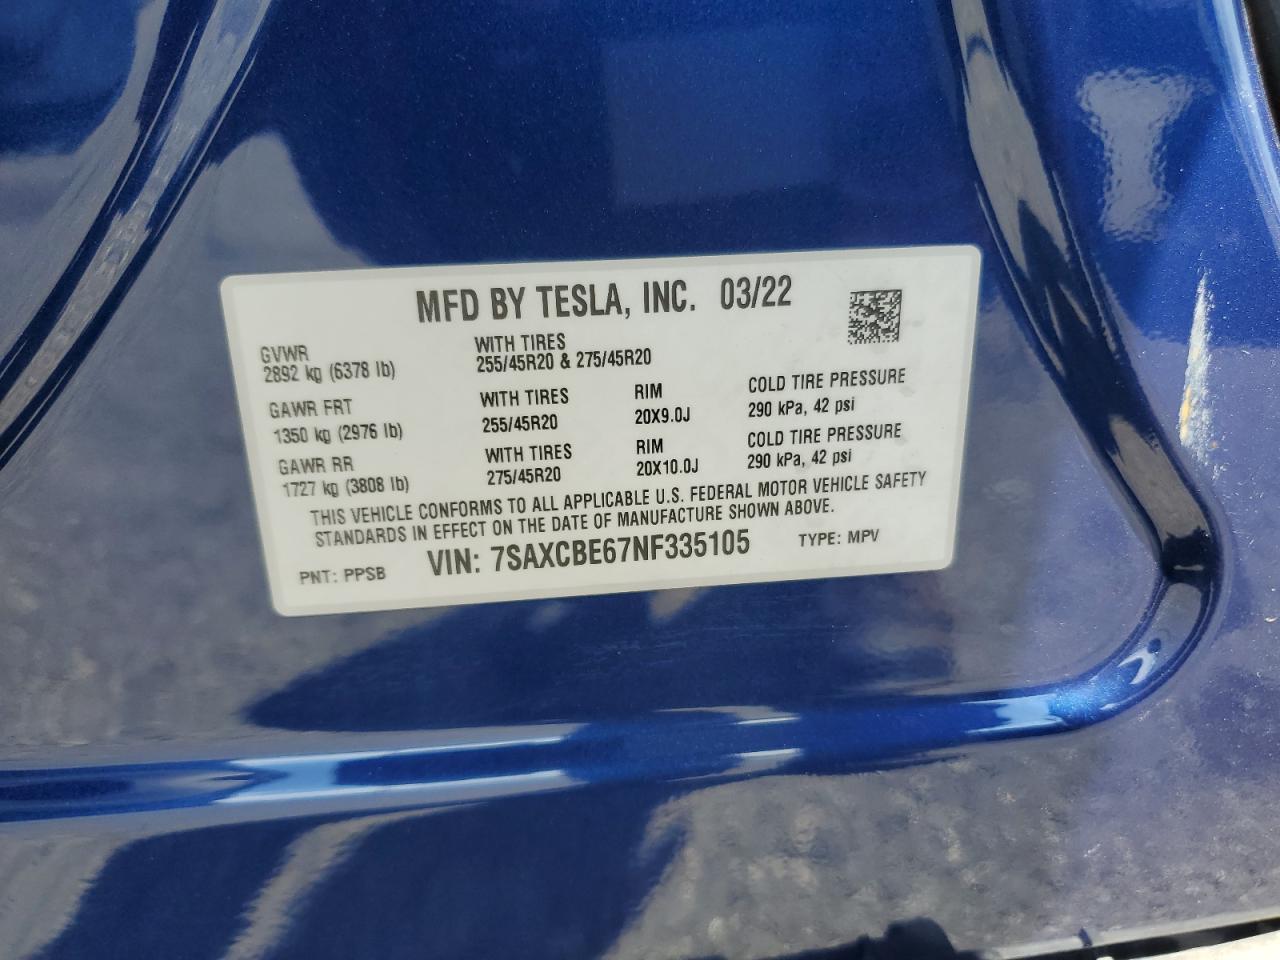 MFD BY TESLA, INC. 03/22
GVWR
2892 kg (6378 lb)
WITH TIRES
255/45R20 & 275/45R20
GAWR FRT
1350 kg (2976 lb)
WITH TIRES
255/45R20
RIM
20X9.0J
COLD TIRE PRESSURE
290 kPa, 42 psi
GAWR RR
1727 kg (3808 lb)
WITH TIRES
275/45R20
RIM
20X10.0J
COLD TIRE PRESSURE
290 kPa, 42 psi
THIS VEHICLE CONFORMS TO ALL APPLICABLE U.S. FEDERAL MOTOR VEHICLE SAFETY
STANDARDS IN EFFECT ON THE DATE OF MANUFACTURE SHOWN ABOVE.
PNT: PPSB VIN: 7SAXCBE67NF335105 TYPE: MPV